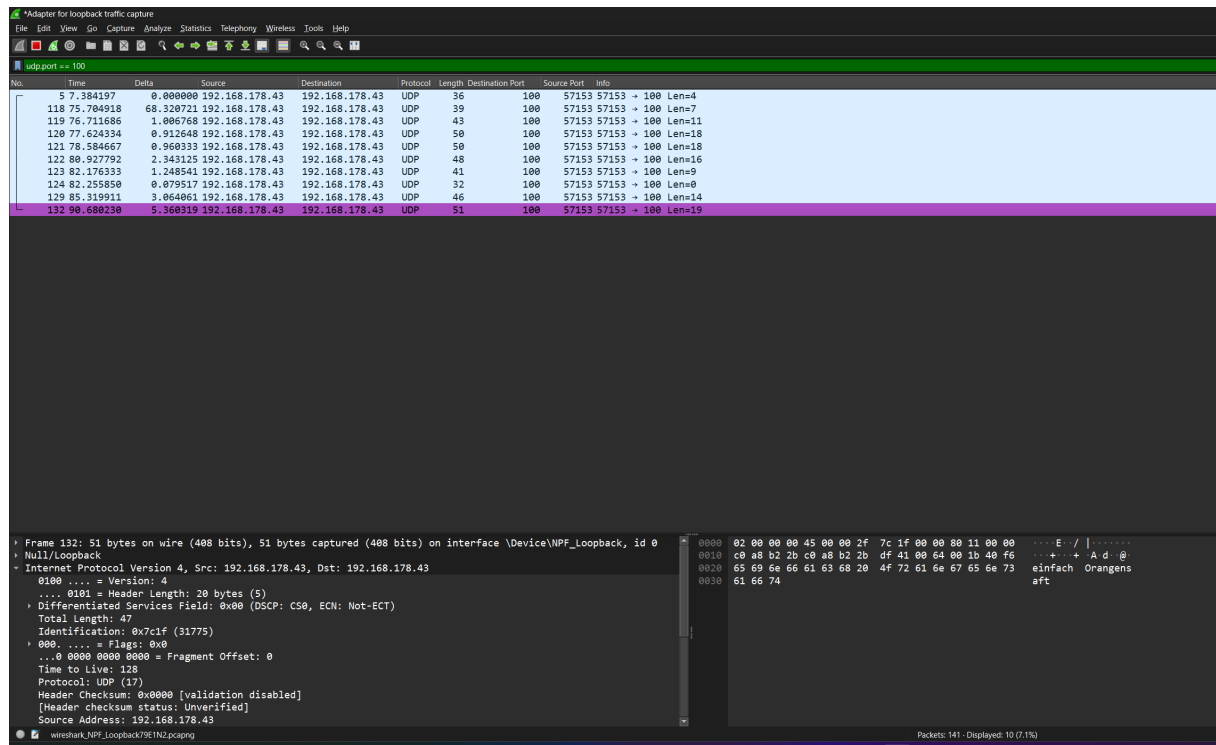 *Adapter for loopback traffic capture
File Edit View Go Capture Analyze Statistics Telephony Wireless Tools Help
udp.port == 100
No. Time Delta Source Destination Protocol Length Destination Port Source Port Info
5 7.384197 0.000000 192.168.178.43 192.168.178.43 UDP 36 100 57153 57153 → 100 Len=4
118 75.704918 68.320721 192.168.178.43 192.168.178.43 UDP 39 100 57153 57153 → 100 Len=7
119 76.711686 1.006768 192.168.178.43 192.168.178.43 UDP 43 100 57153 57153 → 100 Len=11
120 77.624334 0.912648 192.168.178.43 192.168.178.43 UDP 50 100 57153 57153 → 100 Len=18
121 78.584667 0.960333 192.168.178.43 192.168.178.43 UDP 50 100 57153 57153 → 100 Len=18
122 80.927792 2.343125 192.168.178.43 192.168.178.43 UDP 48 100 57153 57153 → 100 Len=16
123 82.176333 1.248541 192.168.178.43 192.168.178.43 UDP 41 100 57153 57153 → 100 Len=9
124 82.255850 0.079517 192.168.178.43 192.168.178.43 UDP 32 100 57153 57153 → 100 Len=0
129 85.319911 3.064061 192.168.178.43 192.168.178.43 UDP 46 100 57153 57153 → 100 Len=14
132 90.680230 5.360319 192.168.178.43 192.168.178.43 UDP 51 100 57153 57153 → 100 Len=19
Frame 132: 51 bytes on wire (408 bits), 51 bytes captured (408 bits) on interface \Device\NPF_Loopback, id 0
Null/Loopback
Internet Protocol Version 4, Src: 192.168.178.43, Dst: 192.168.178.43
0100 .... = Version: 4
.... 0101 = Header Length: 20 bytes (5)
Differentiated Services Field: 0x00 (DSCP: CS0, ECN: Not-ECT)
Total Length: 47
Identification: 0x7c1f (31775)
000. .... = Flags: 0x0
...0 0000 0000 0000 = Fragment Offset: 0
Time to Live: 128
Protocol: UDP (17)
Header Checksum: 0x0000 [validation disabled]
[Header checksum status: Unverified]
Source Address: 192.168.178.43
0000 02 00 00 00 45 00 00 2f 7c 1f 00 00 80 11 00 00 ····E··/ |·······
0010 c0 a8 b2 2b c0 a8 b2 2b df 41 00 64 00 1b 40 f6 ···+···+ ·A·d··@·
0020 65 69 6e 66 61 63 68 20 4f 72 61 6e 67 65 6e 73 einfach Orangens
0030 61 66 74 aft
wireshark_NPF_Loopback79E1N2.pcapng
Packets: 141 · Displayed: 10 (7.1%)